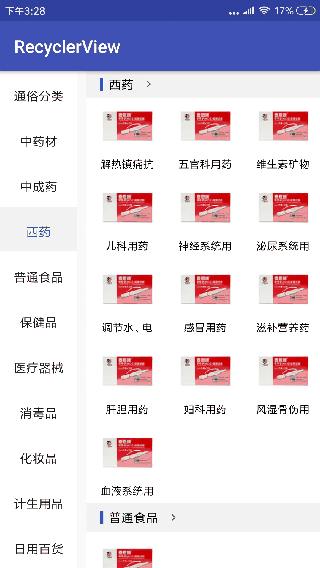 下午3:28
17%
RecyclerView
通俗分类
中药材
中成药
西药
普通食品
保健品
医疗器械
消毒品
化妆品
计生用品
日用百货
西药 >
解热镇痛抗 五官科用药 维生素矿物
儿科用药 神经系统用 泌尿系统用
调节水、电 感冒用药 滋补营养药
肝胆用药 妇科用药 风湿骨伤用
血液系统用
普通食品 >